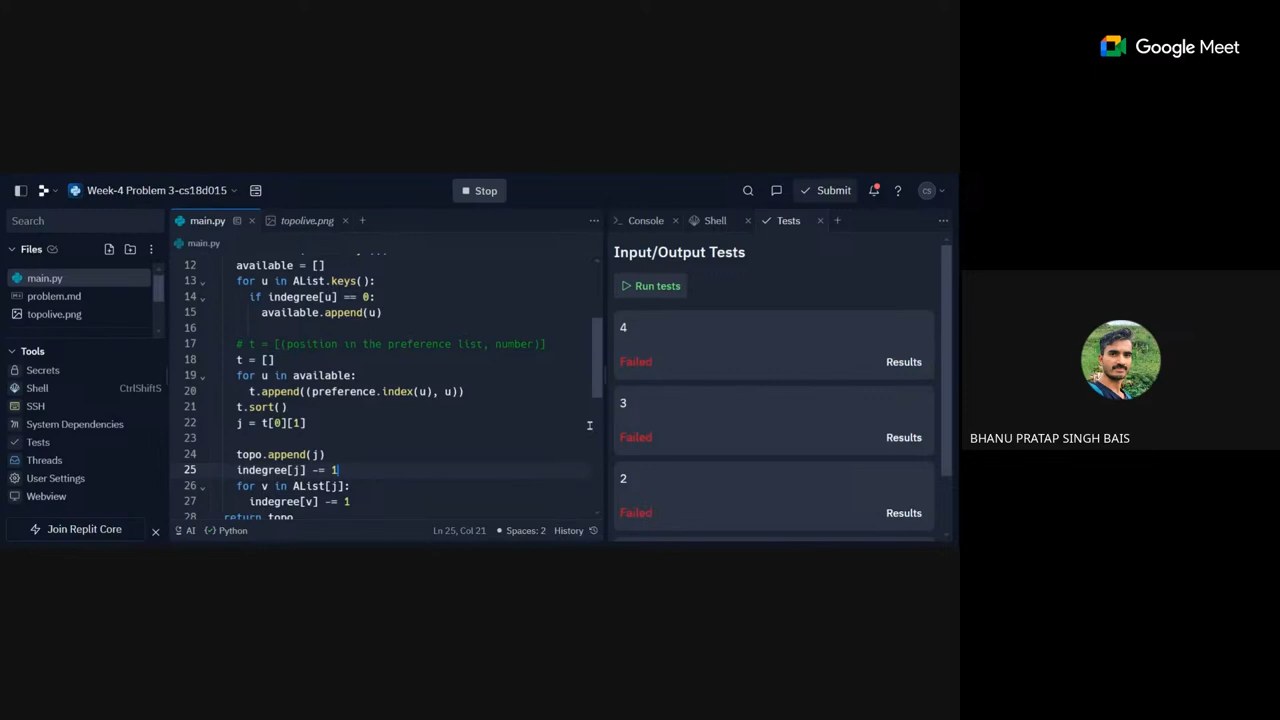 Google Meet
Week-4 Problem 3-cs18d015
Stop
Submit
CS
Search
main.py
topolive.png
Console
Shell
Tests
Files
main.py
main.py
problem.md
topolive.png
Tools
Secrets
Shell
CtrlShiftS
SSH
System Dependencies
Tests
Threads
User Settings
Webview
Join Replit Core
12 available = []
13 for u in AList.keys():
14 if indegree[u] == 0:
15 available.append(u)
16
17 # t = [(position in the preference list, number)]
18 t = []
19 for u in available:
20 t.append((preference.index(u), u))
21 t.sort()
22 j = t[0][1]
23
24 topo.append(j)
25 indegree[j] -= 1
26 for v in AList[j]:
27 indegree[v] -= 1
28 return topo
AI
Python
Ln 25, Col 21
Spaces: 2
History
Input/Output Tests
Run tests
4
Failed
Results
3
Failed
Results
2
Failed
Results
BHANU PRATAP SINGH BAIS